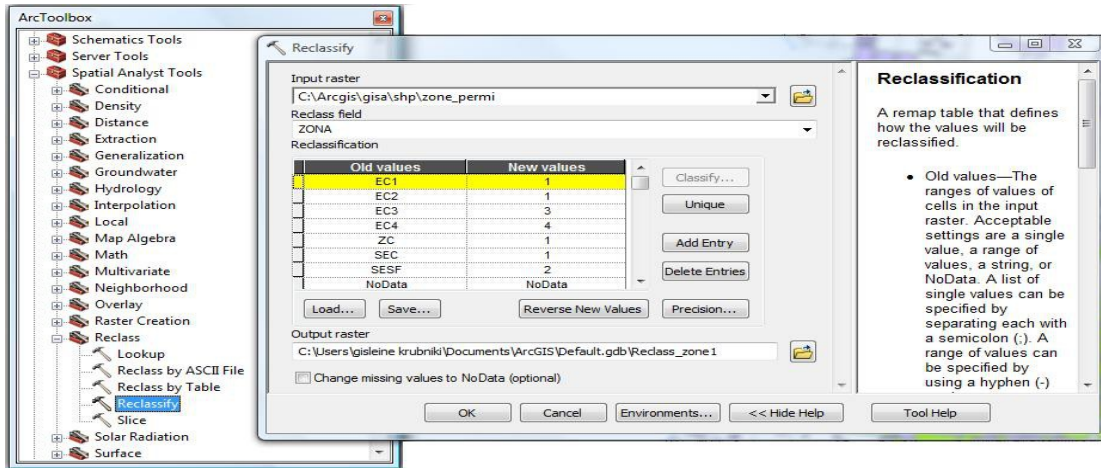 ArcToolbox
Schematics Tools
Server Tools
Spatial Analyst Tools
Conditional
Density
Distance
Extraction
Generalization
Groundwater
Hydrology
Interpolation
Local
Map Algebra
Math
Multivariate
Neighborhood
Overlay
Raster Creation
Reclass
Lookup
Reclass by ASCII File
Reclass by Table
Reclassify
Slice
Solar Radiation
Surface
Reclassify
Input raster
C:\Arcgis\gisa\shp\zone_permi
Reclass field
ZONA
Reclassification
Old values New values
EC1 1
EC2 1
EC3 3
EC4 4
ZC 1
SEC 1
SESF 2
NoData NoData
Classify...
Unique
Add Entry
Delete Entries
Load... Save... Reverse New Values Precision...
Output raster
C:\Users\gisleine krubniki\Documents\ArcGIS\Default.gdb\Reclass_zone1
Change missing values to NoData (optional)
OK Cancel Environments... << Hide Help Tool Help
Reclassification
A remap table that defines
how the values will be
reclassified.
• Old values—The
ranges of values of
cells in the input
raster. Acceptable
settings are a single
value, a range of
values, a string, or
NoData. A list of
single values can be
specified by
separating each with
a semicolon (;). A
range of values can
be specified by
using a hyphen (-)